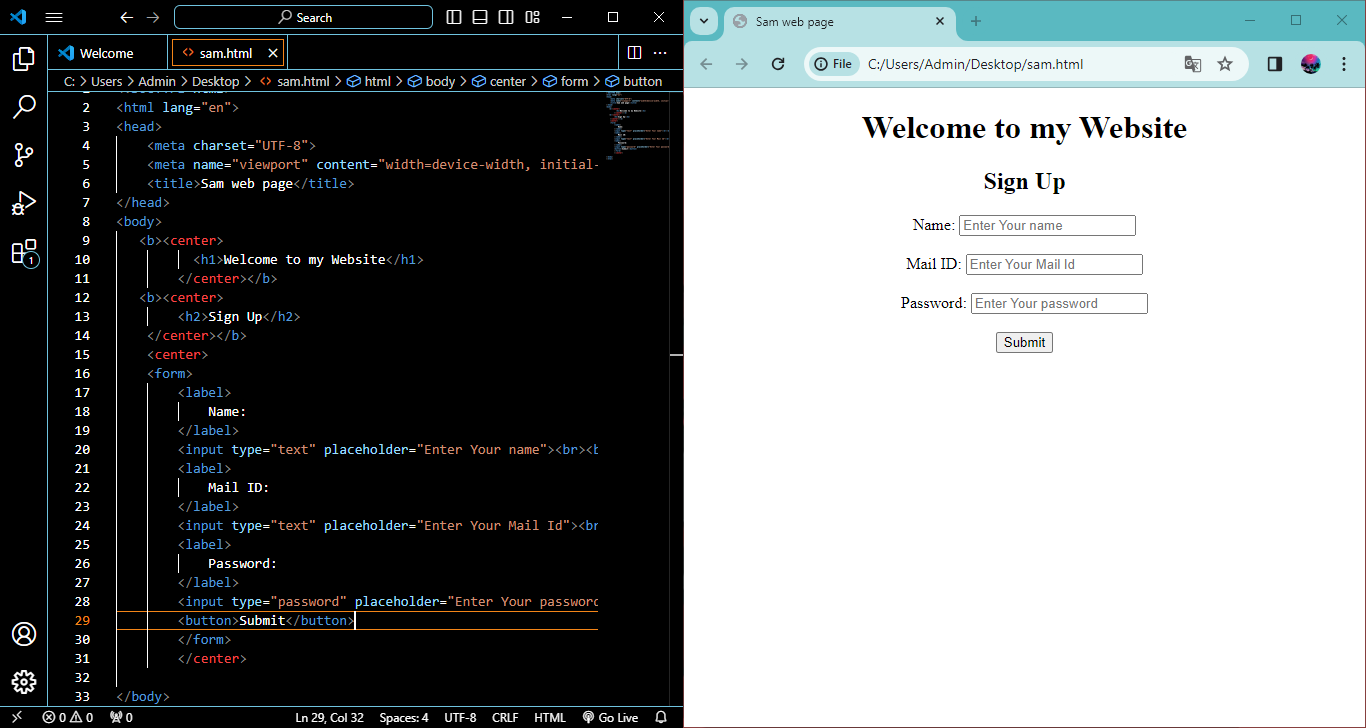 Search
Welcome
sam.html
C: > Users > Admin > Desktop > sam.html > html > body > center > form > button
2 <html lang="en">
3 <head>
4 <meta charset="UTF-8">
5 <meta name="viewport" content="width=device-width, initial-
6 <title>Sam web page</title>
7 </head>
8 <body>
9 <b><center>
10 <h1>Welcome to my Website</h1>
11 </center></b>
12 <b><center>
13 <h2>Sign Up</h2>
14 </center></b>
15 <center>
16 <form>
17 <label>
18 Name:
19 </label>
20 <input type="text" placeholder="Enter Your name"><br><b
21 <label>
22 Mail ID:
23 </label>
24 <input type="text" placeholder="Enter Your Mail Id"><br
25 <label>
26 Password:
27 </label>
28 <input type="password" placeholder="Enter Your passwor
29 <button>Submit</button>
30 </form>
31 </center>
32
33 </body>
1
0 0 0
Ln 29, Col 32 Spaces: 4 UTF-8 CRLF HTML Go Live
Sam web page
File C:/Users/Admin/Desktop/sam.html
Welcome to my Website
Sign Up
Name: Enter Your name
Mail ID: Enter Your Mail Id
Password: Enter Your password
Submit